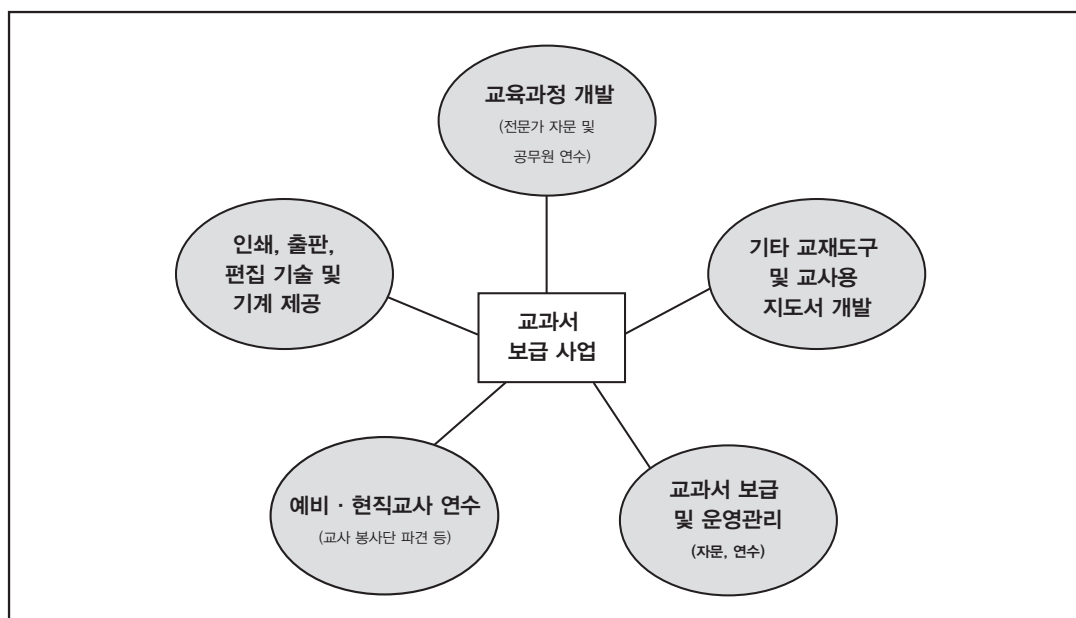 교육과정 개발
(전문가 자문 및
공무원 연수)
인쇄, 출판,
편집 기술 및
기계 제공
기타 교재도구
및 교사용
지도서 개발
교과서
보급 사업
예비 · 현직교사 연수
(교사 봉사단 파견 등)
교과서 보급
및 운영관리
(자문, 연수)